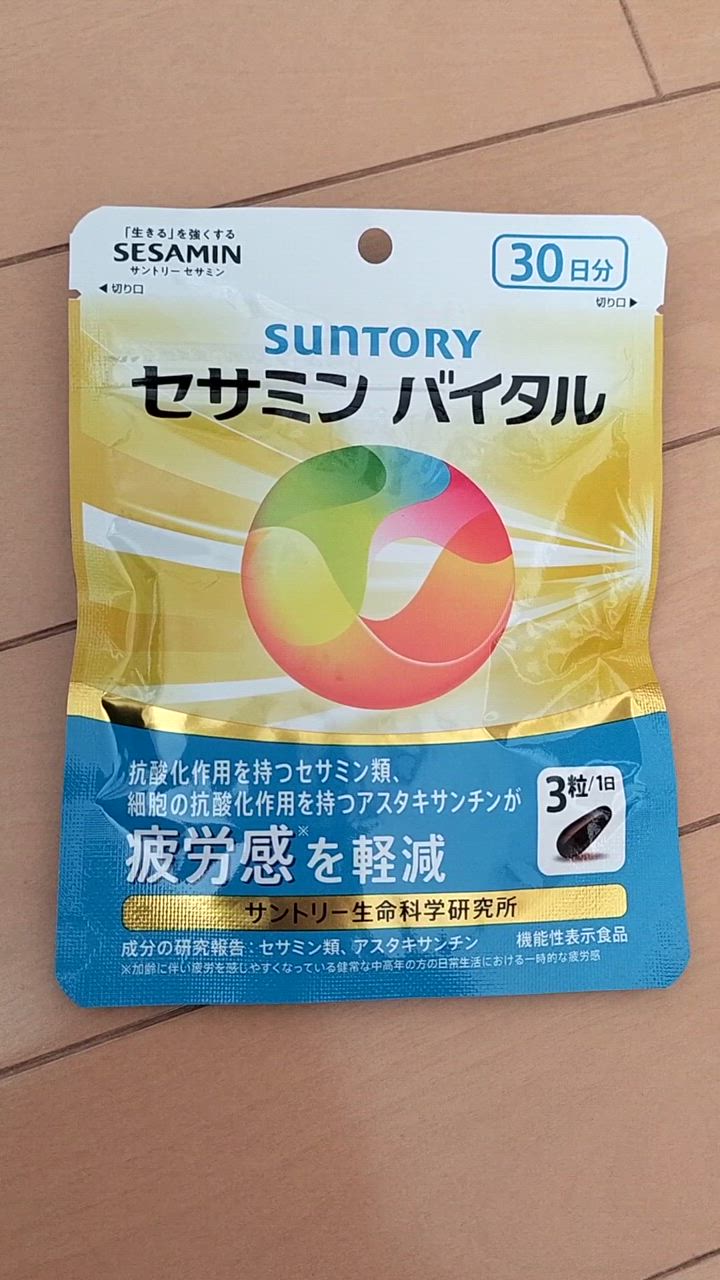 「生きる」を強くする
SESAMIN
サントリー セサミン
◀切り口
30日分
切り口▶
SUNTORY
セサミン バイタル
抗酸化作用を持つセサミン類、
細胞の抗酸化作用を持つアスタキサンチンが
疲労感※を軽減
3粒/1日
サントリー生命科学研究所
成分の研究報告：セサミン類、アスタキサンチン
機能性表示食品
※加齢に伴い疲労を感じやすくなっている健常な中高年の方の日常生活における一時的な疲労感